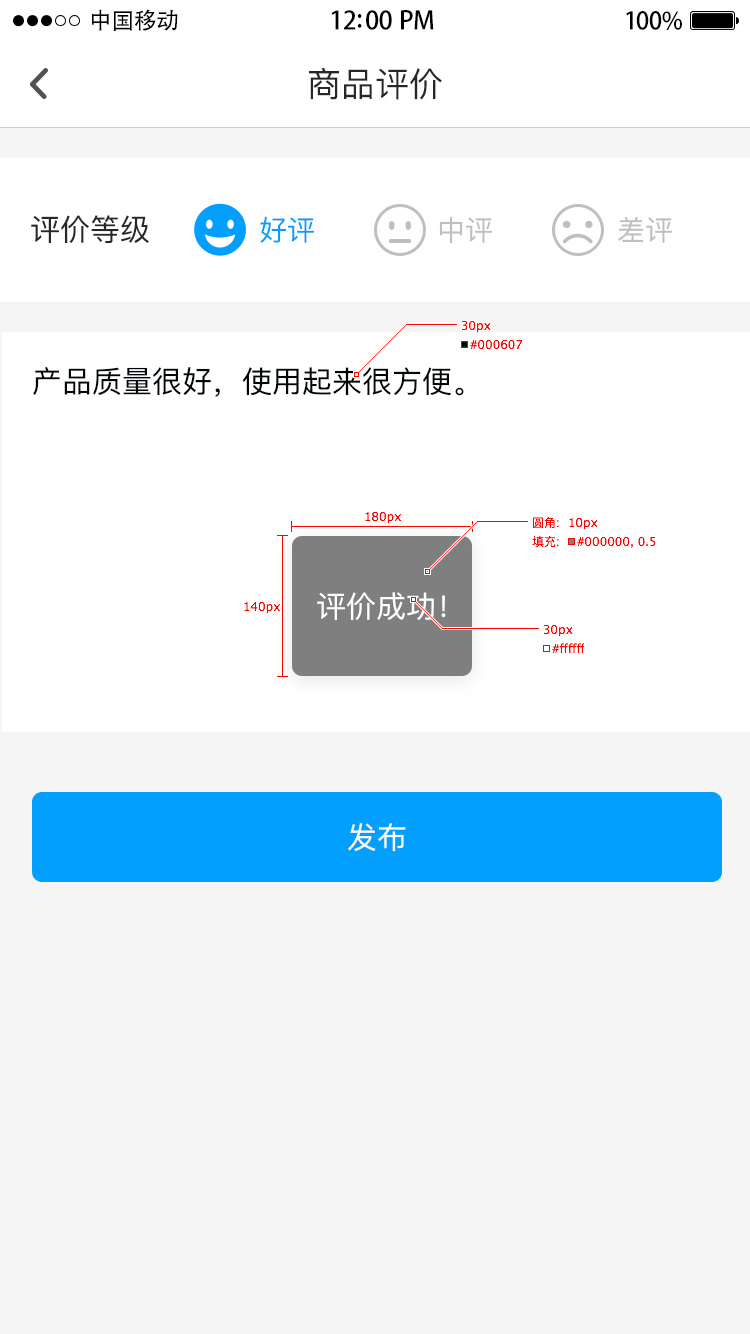 中国移动 12:00 PM 100%
商品评价
评价等级 好评 中评 差评
30px
#000607
产品质量很好，使用起来很方便。
180px
圆角：10px
填充：#000000, 0.5
140px
评价成功！
30px
#ffffff
发布